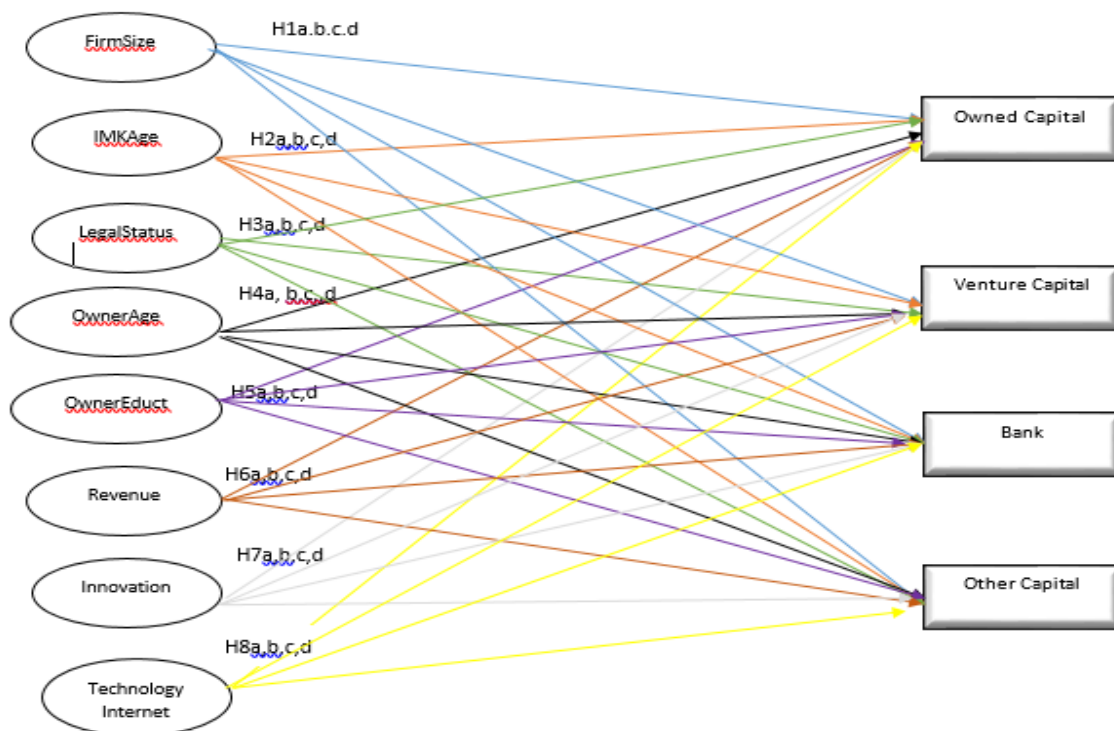 FirmSize
H1a.b.c.d
IMKAge
H2a,b,c,d
Owned Capital
LegalStatus
H3a,b,c,d
OwnerAge
H4a, b,c,,d
Venture Capital
OwnerEduct
H5a,b,c,d
Bank
Revenue
H6a,b,c,d
Innovation
H7a,b,c,d
Other Capital
H8a,b,c,d
Technology
Internet